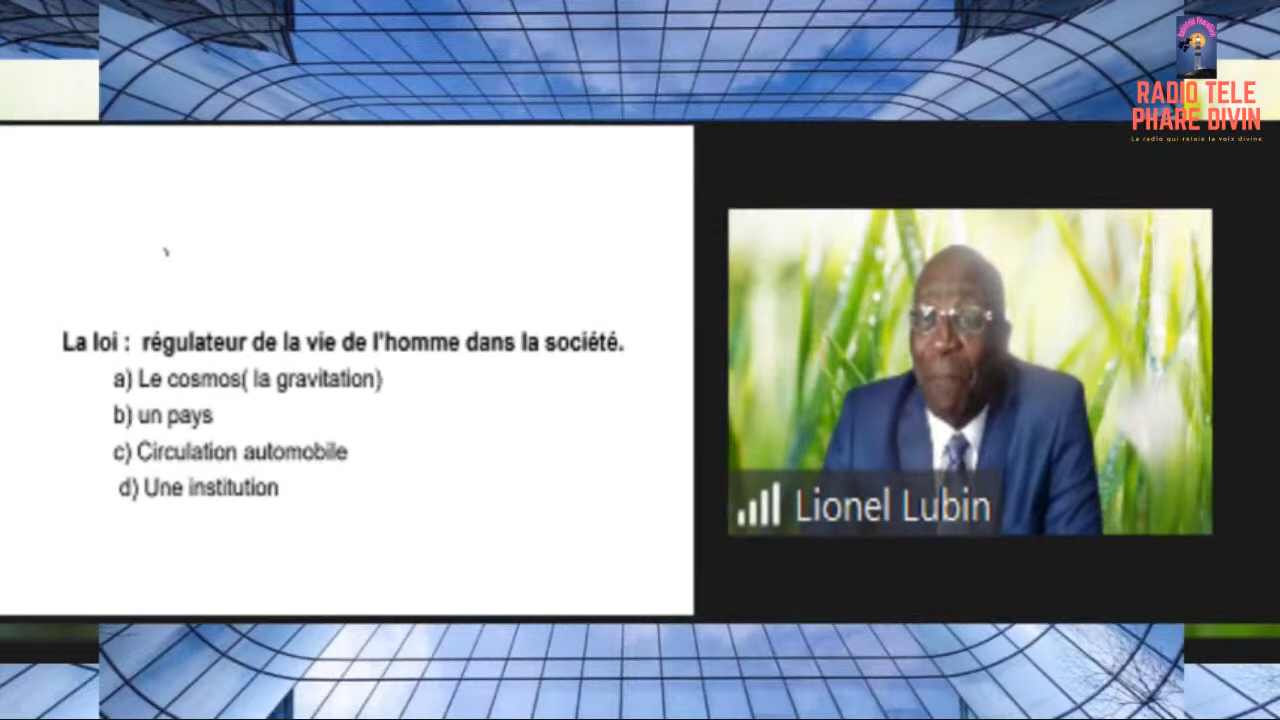 RADIO TELE
PHARE DIVIN
La radio qui relaie la voix divine
La loi : régulateur de la vie de l'homme dans la société.
a) Le cosmos( la gravitation)
b) un pays
c) Circulation automobile
d) Une institution
Lionel Lubin